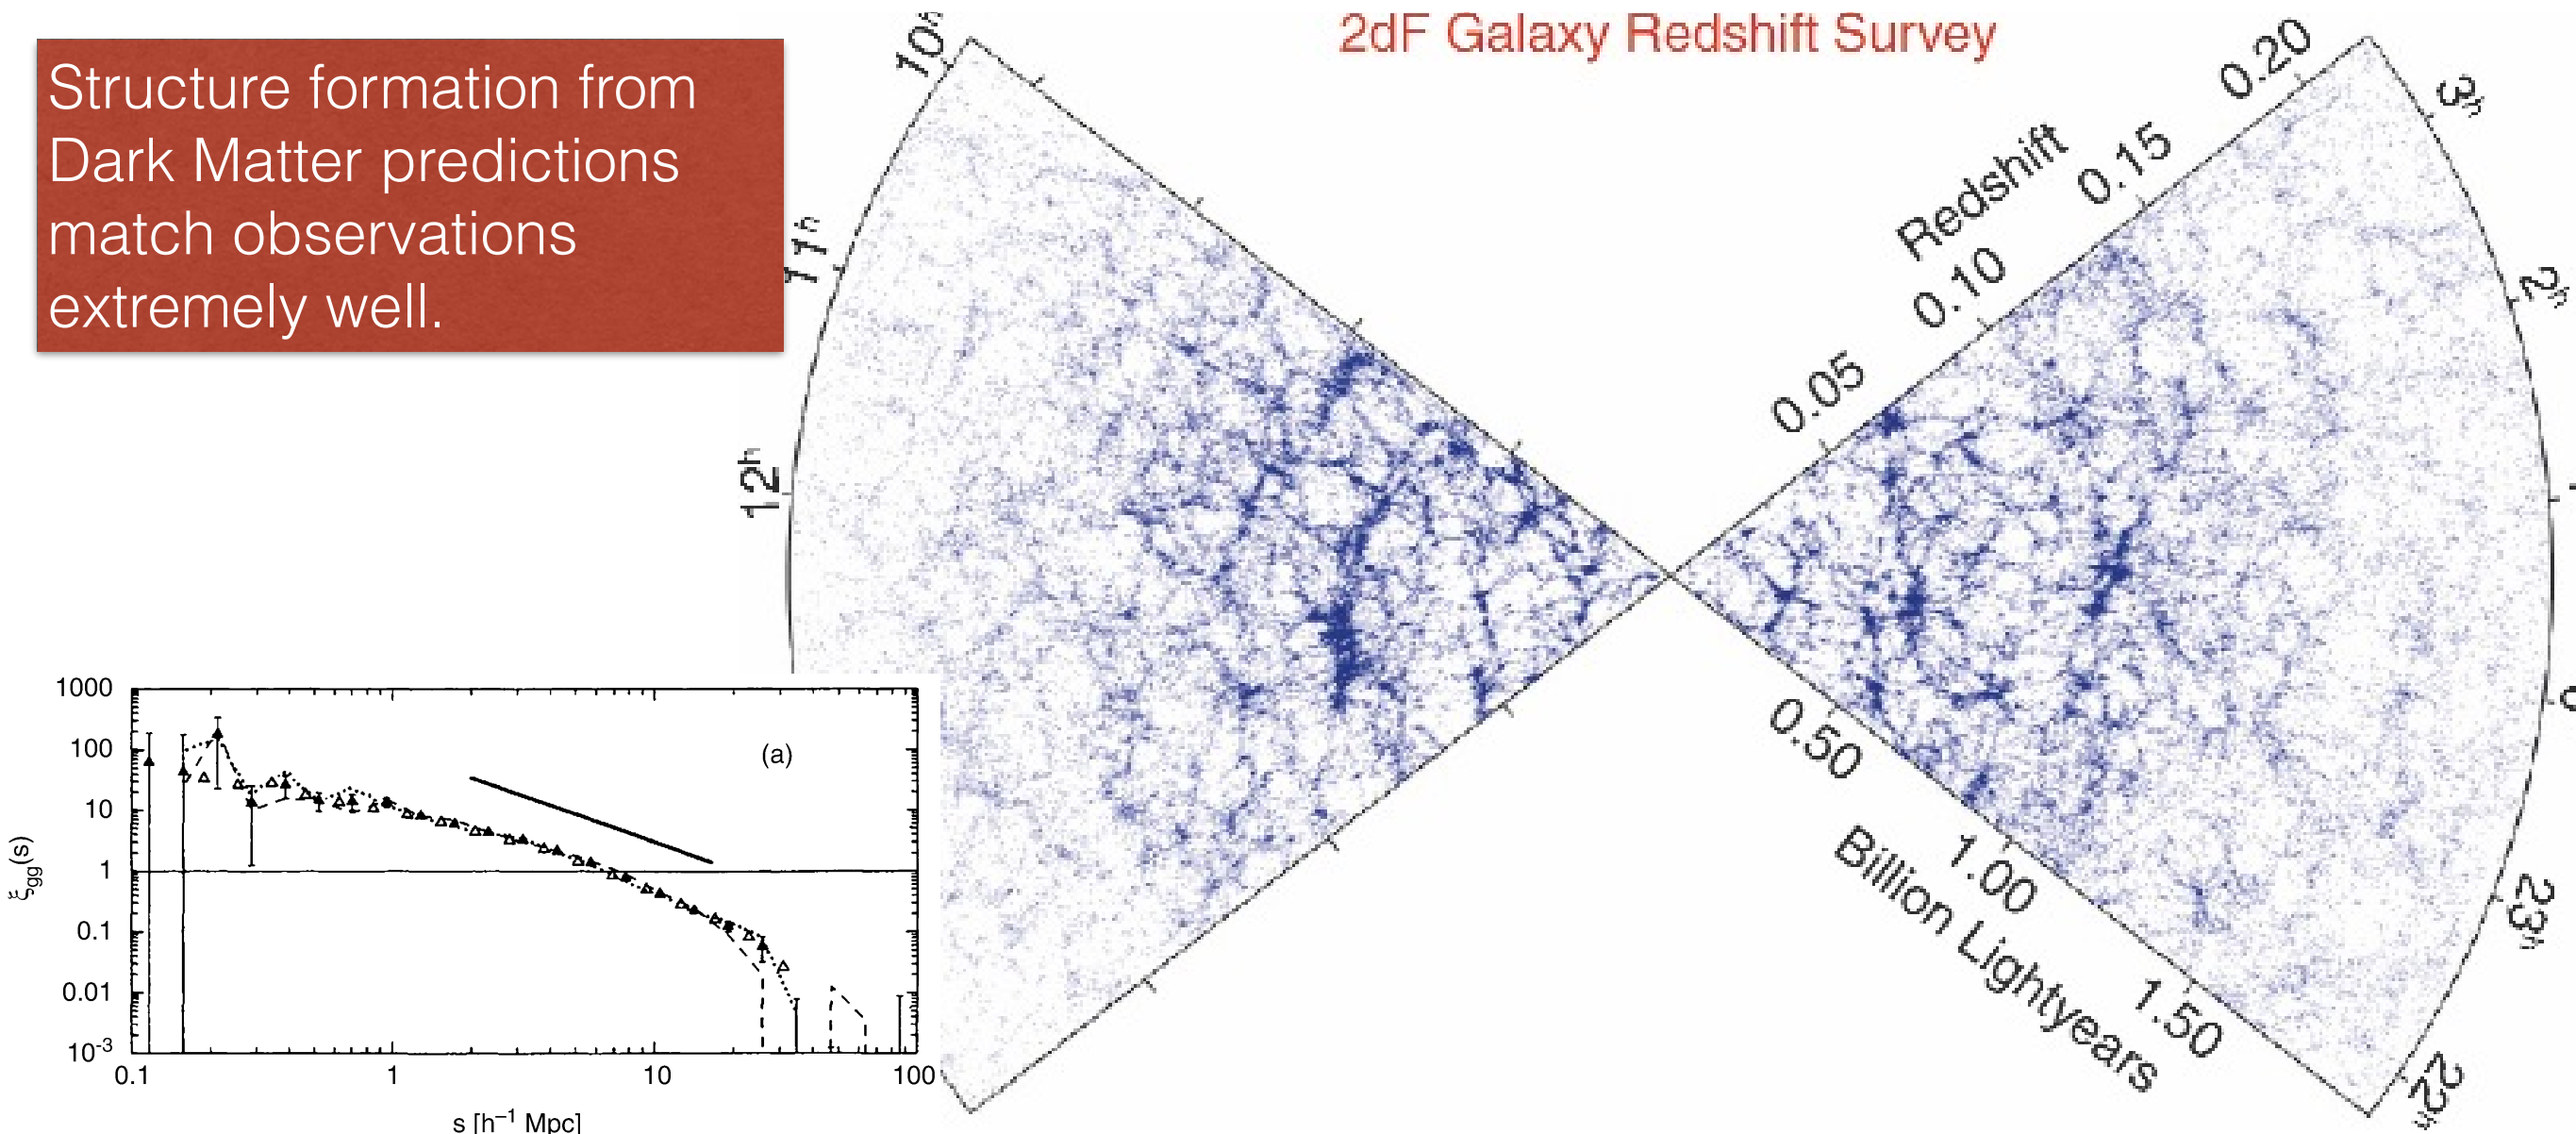 Structure formation from
Dark Matter predictions
match observations
extremely well.
2dF Galaxy Redshift Survey
10h
11h
12h
Redshift
0.05
0.10
0.15
0.20
3h
2h
23h
22h
0.50
1.00
1.50
Billion Lightyears
(a)
1000
100
10
1
0.1
0.01
10⁻³
ξgg(s)
0.1
1
10
100
s [h⁻¹ Mpc]